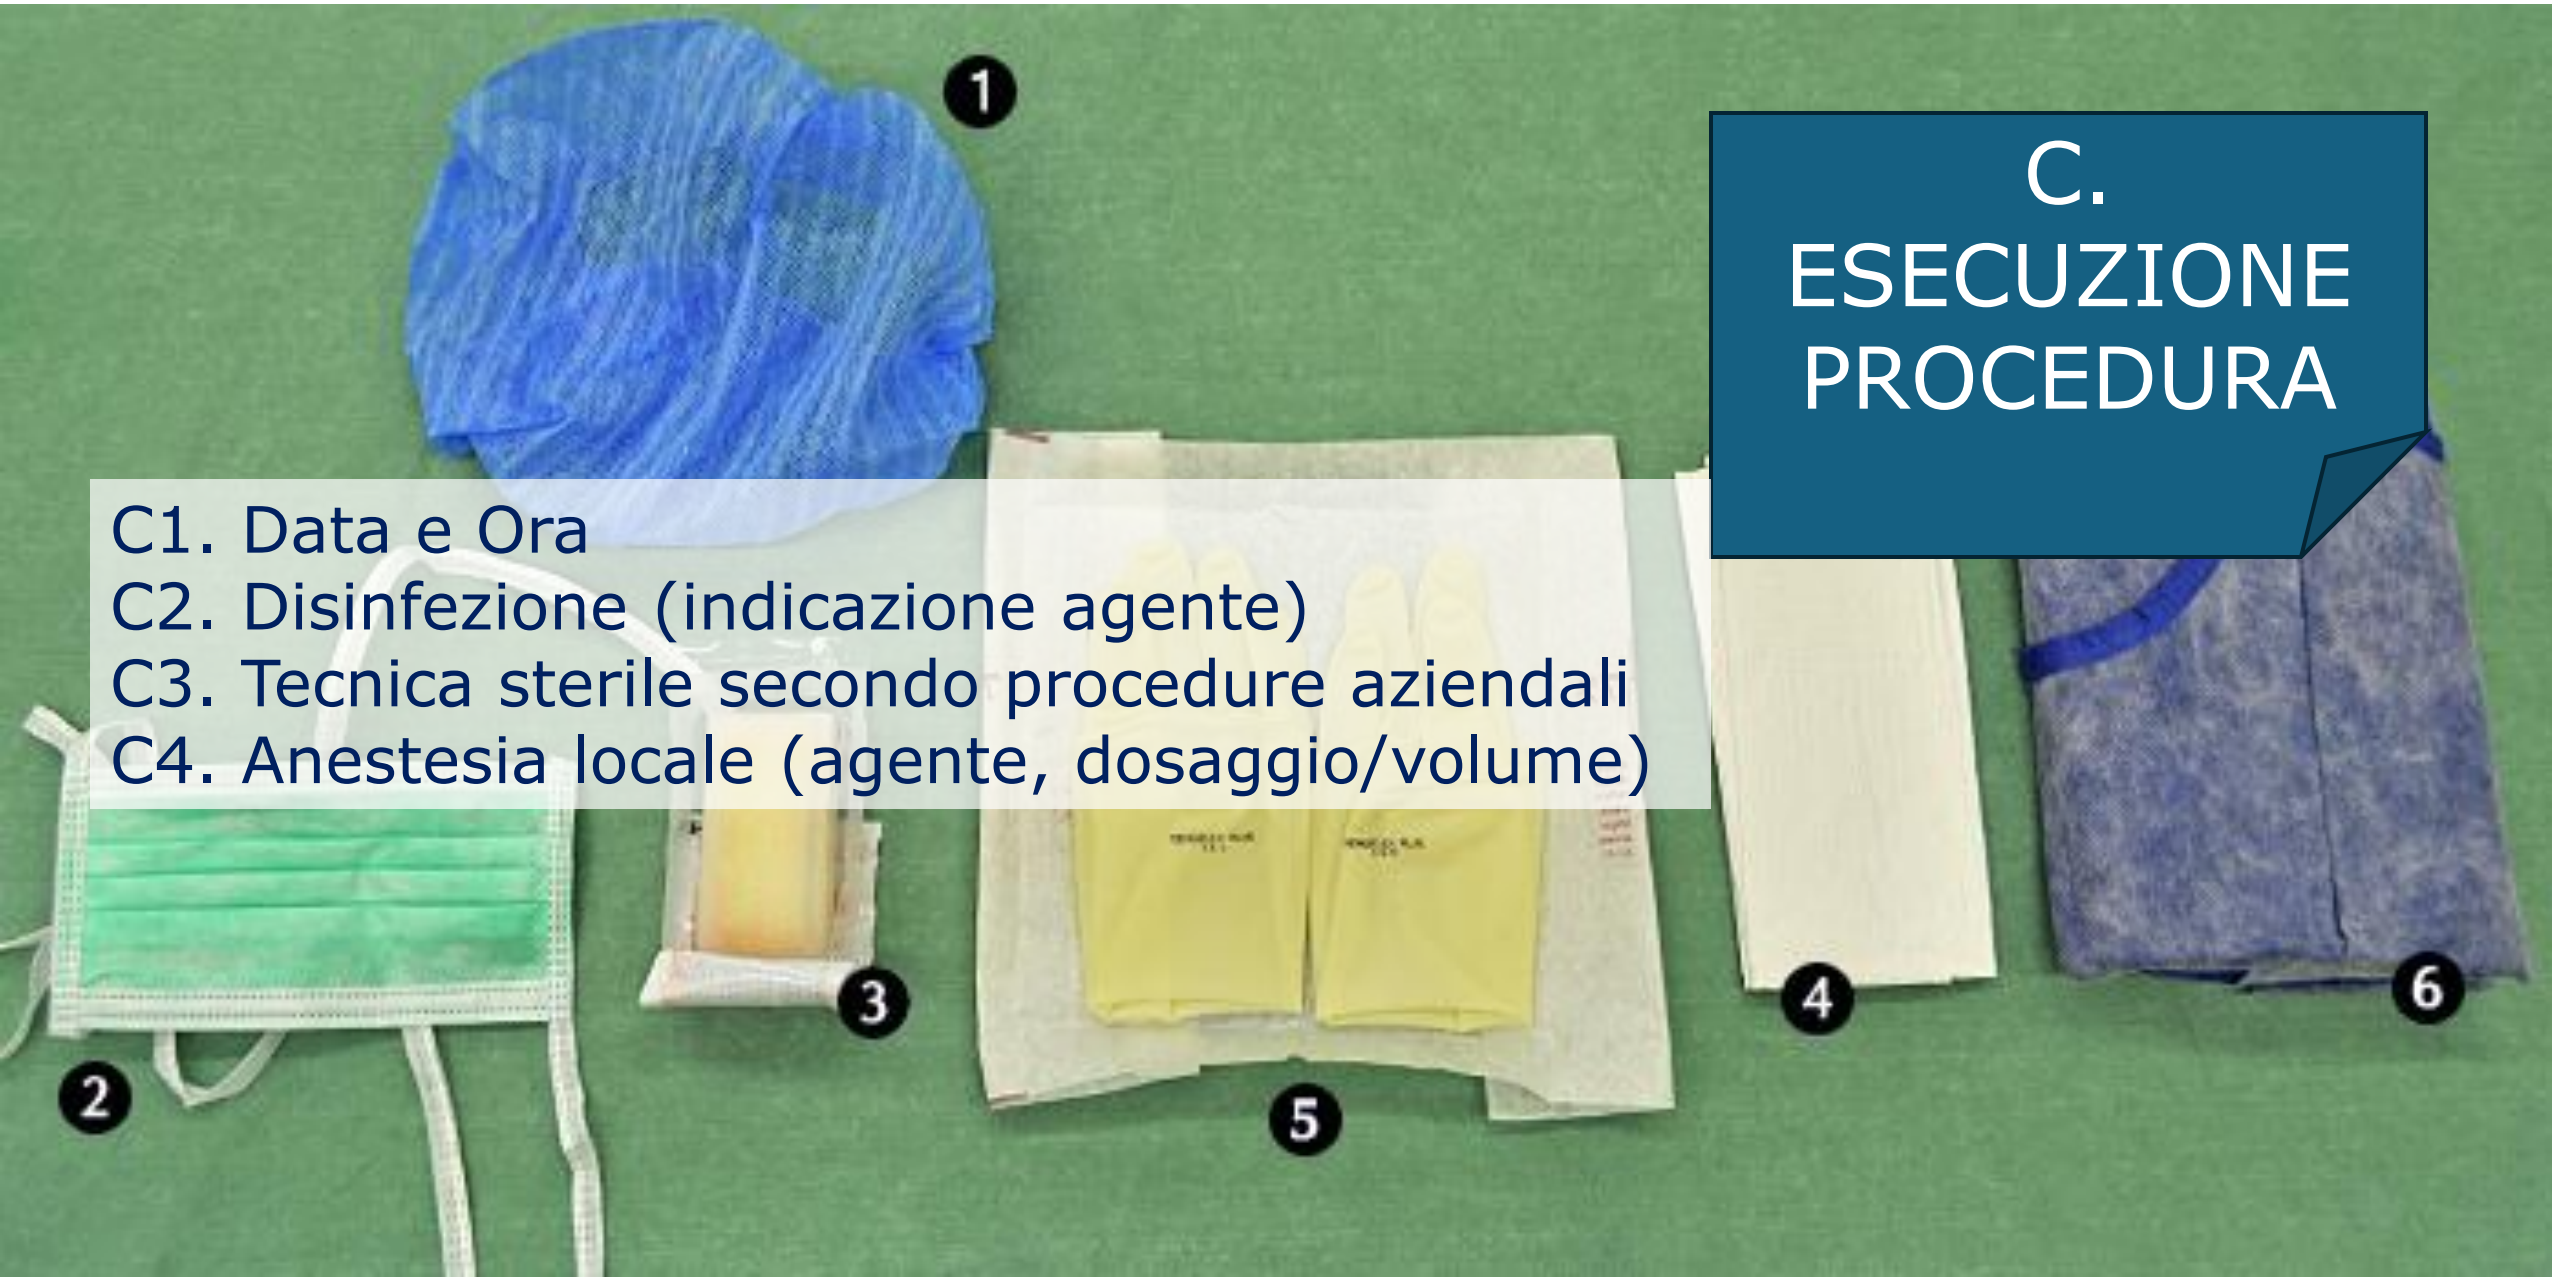 1
C.
ESECUZIONE
PROCEDURA
C1. Data e Ora
C2. Disinfezione (indicazione agente)
C3. Tecnica sterile secondo procedure aziendali
C4. Anestesia locale (agente, dosaggio/volume)
2
3
5
4
6